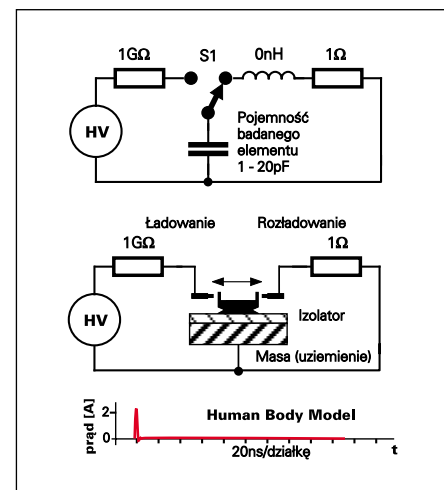 1GΩ
S1
0nH
1Ω
HV
Pojemność
badanego
elementu
1 - 20pF
Ładowanie
Rozładowanie
1GΩ
1Ω
HV
Izolator
Masa (uziemienie)
prąd [A]
2
0
Human Body Model
20ns/działkę
t